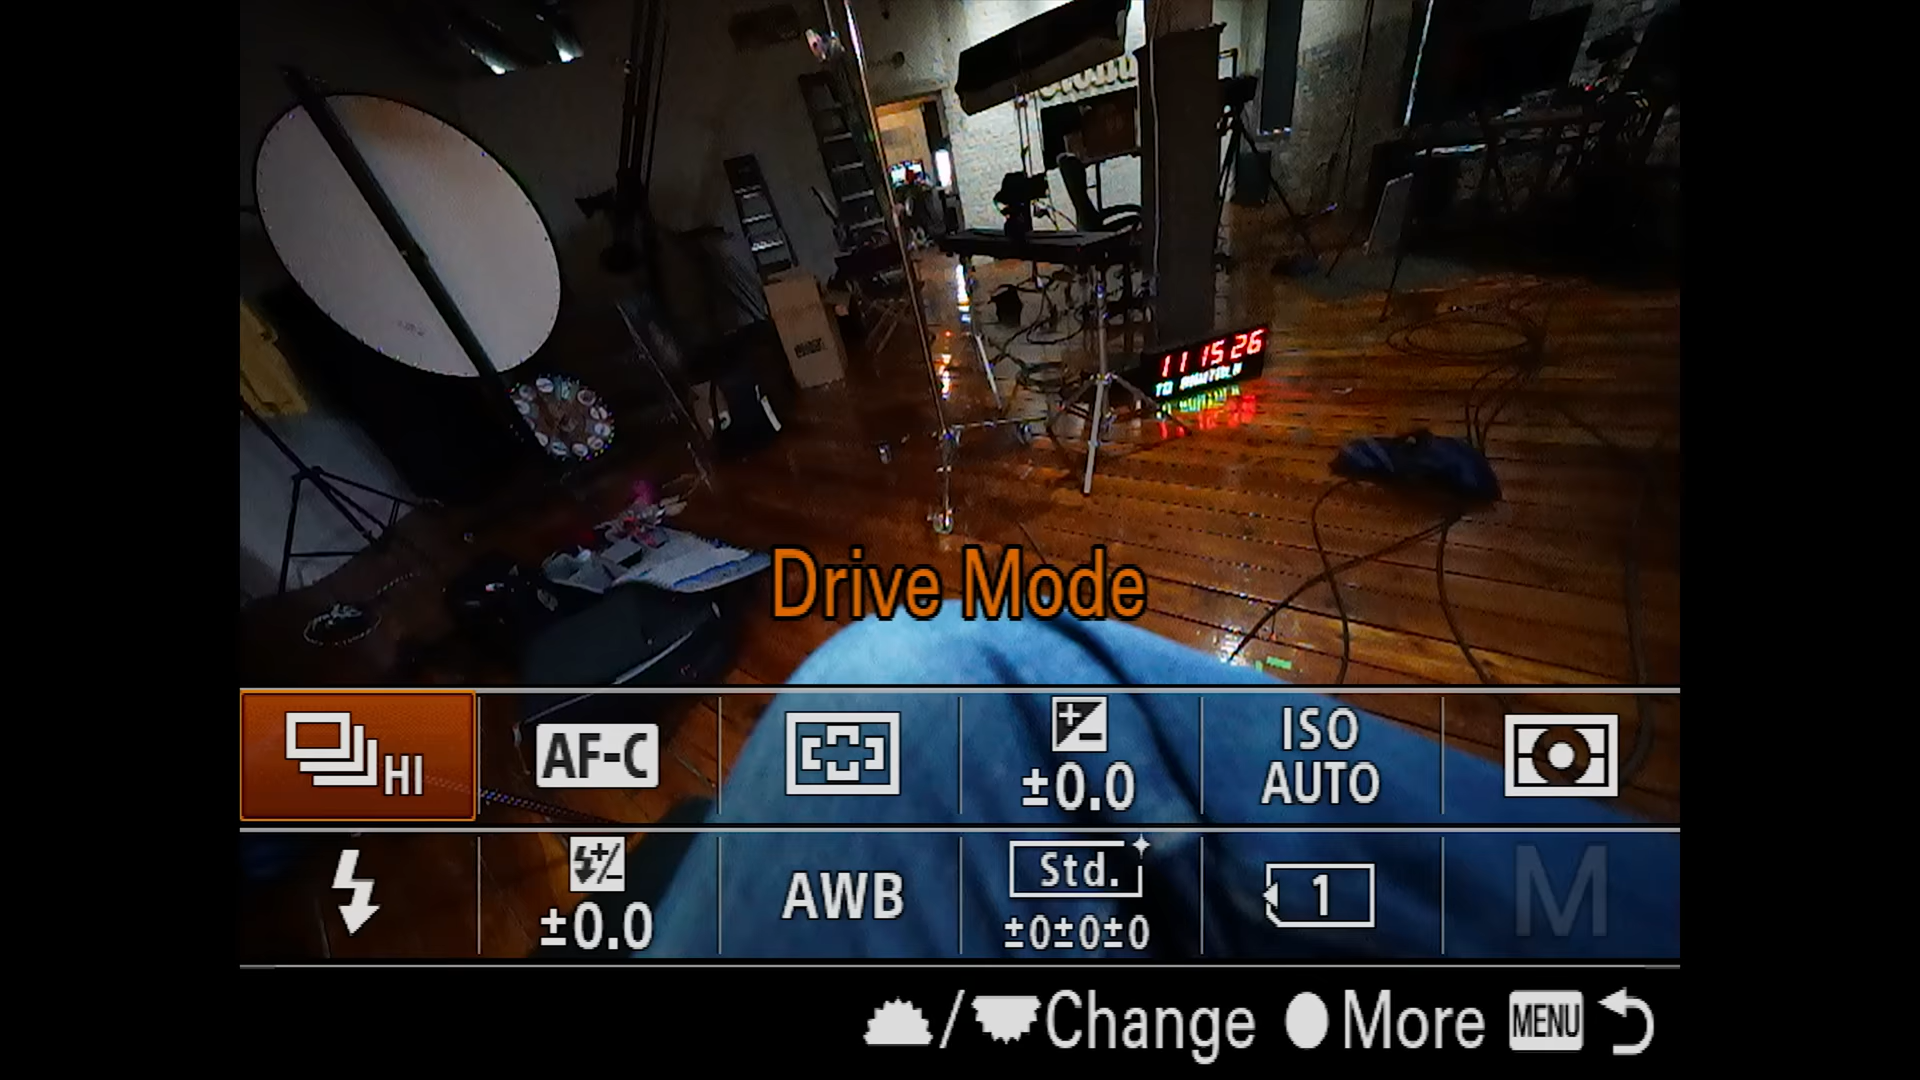 11 15 26
Drive Mode
HI
AF-C
±0.0
ISO
AUTO
±0.0
AWB
Std.
±0±0±0
1
M
/ Change More MENU